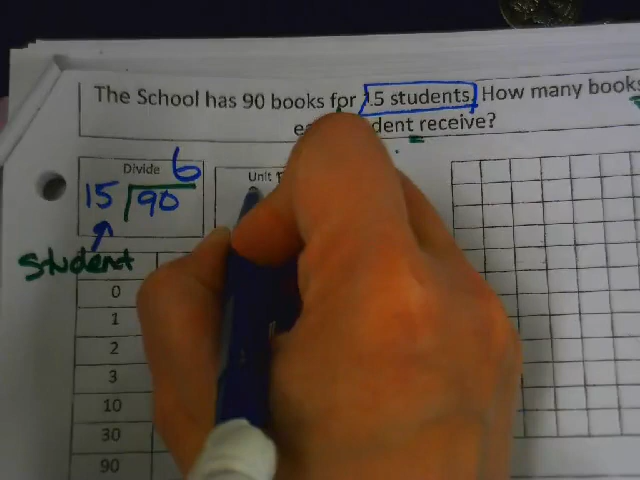 The School has 90 books for 15 students. How many books
dent receive?
Divide 6
Unit
15 90
student
0
1
2
3
10
30
90